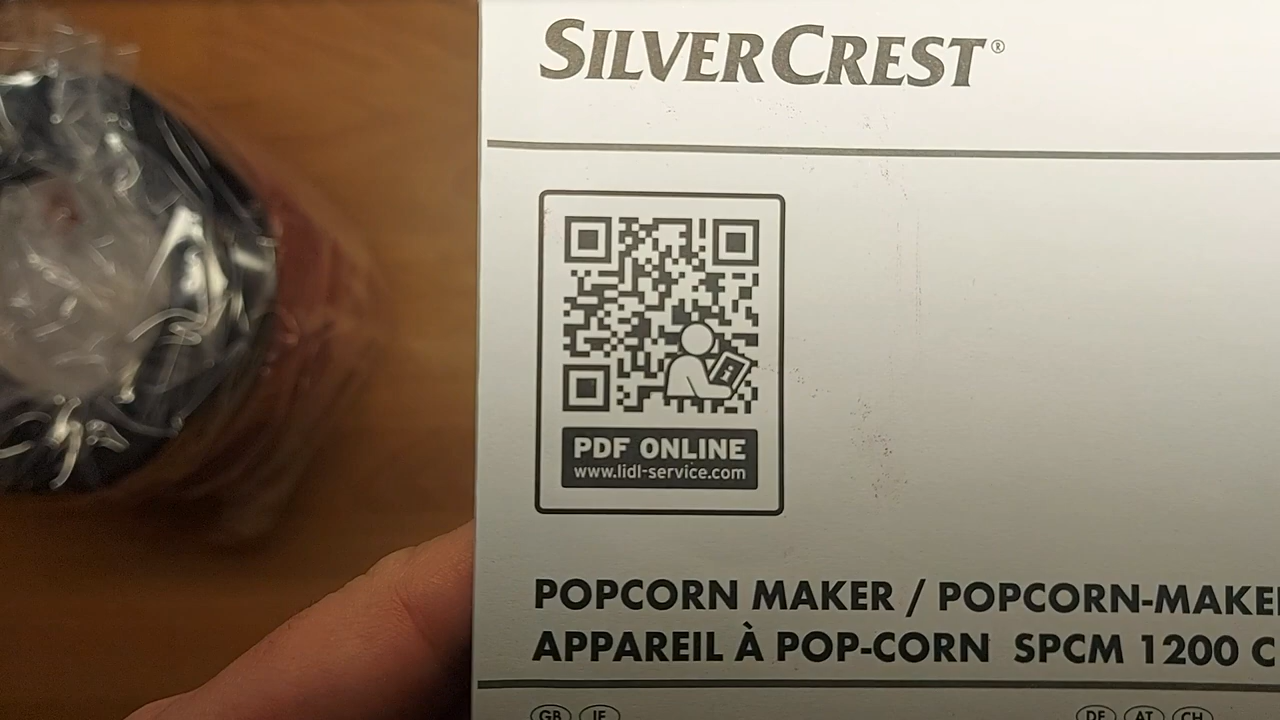 SILVERCREST®
PDF ONLINE
www.lidl-service.com
POPCORN MAKER / POPCORN-MAKE
APPAREIL À POP-CORN SPCM 1200 C
GB IE DE AT CH